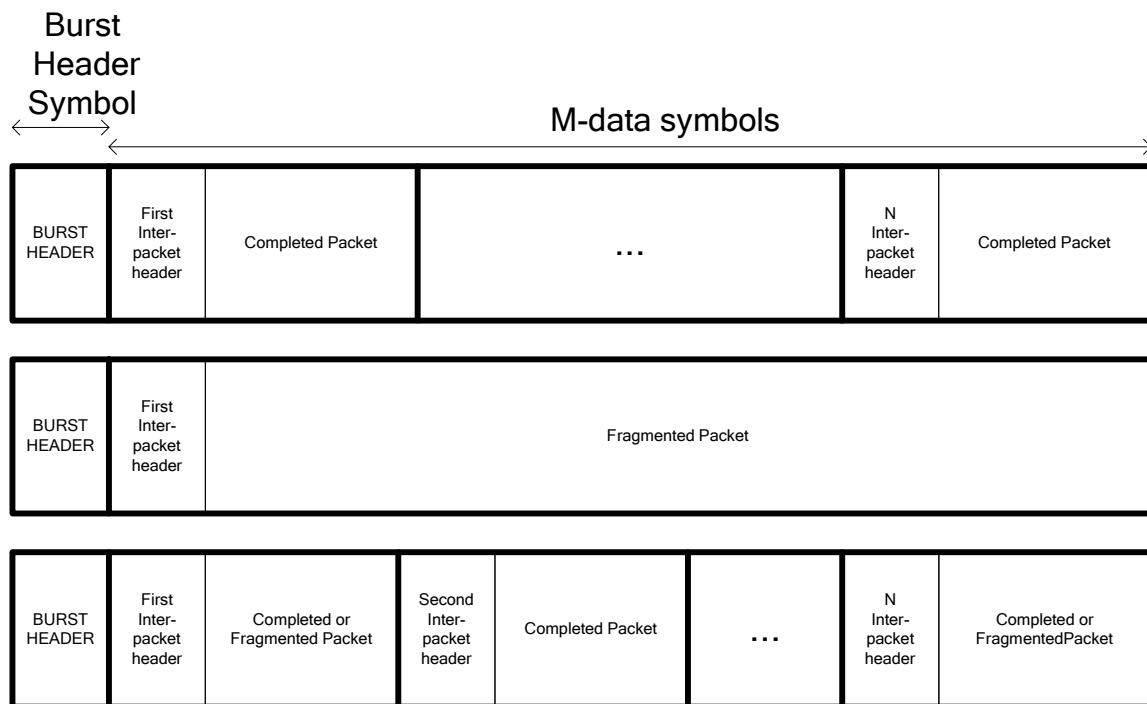 Burst
Header
Symbol
M-data symbols
BURST
HEADER
First
Inter-
packet
header
Completed Packet
...
N
Inter-
packet
header
Completed Packet
BURST
HEADER
First
Inter-
packet
header
Fragmented Packet
BURST
HEADER
First
Inter-
packet
header
Completed or
Fragmented Packet
Second
Inter-
packet
header
Completed Packet
...
N
Inter-
packet
header
Completed or
FragmentedPacket